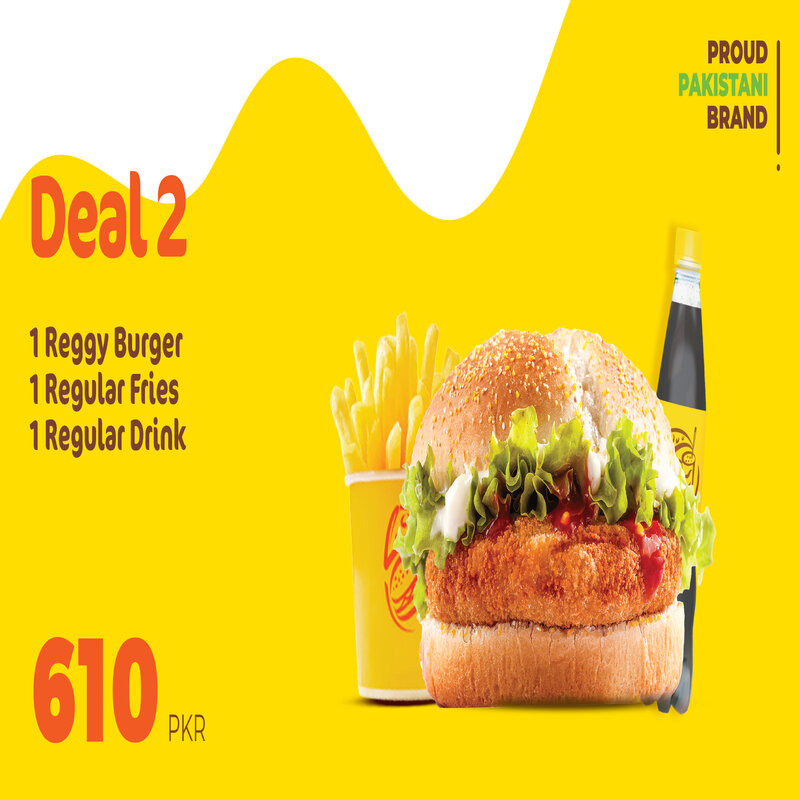 PROUD
PAKISTANI
BRAND
Deal 2
1 Reggy Burger
1 Regular Fries
1 Regular Drink
610 PKR